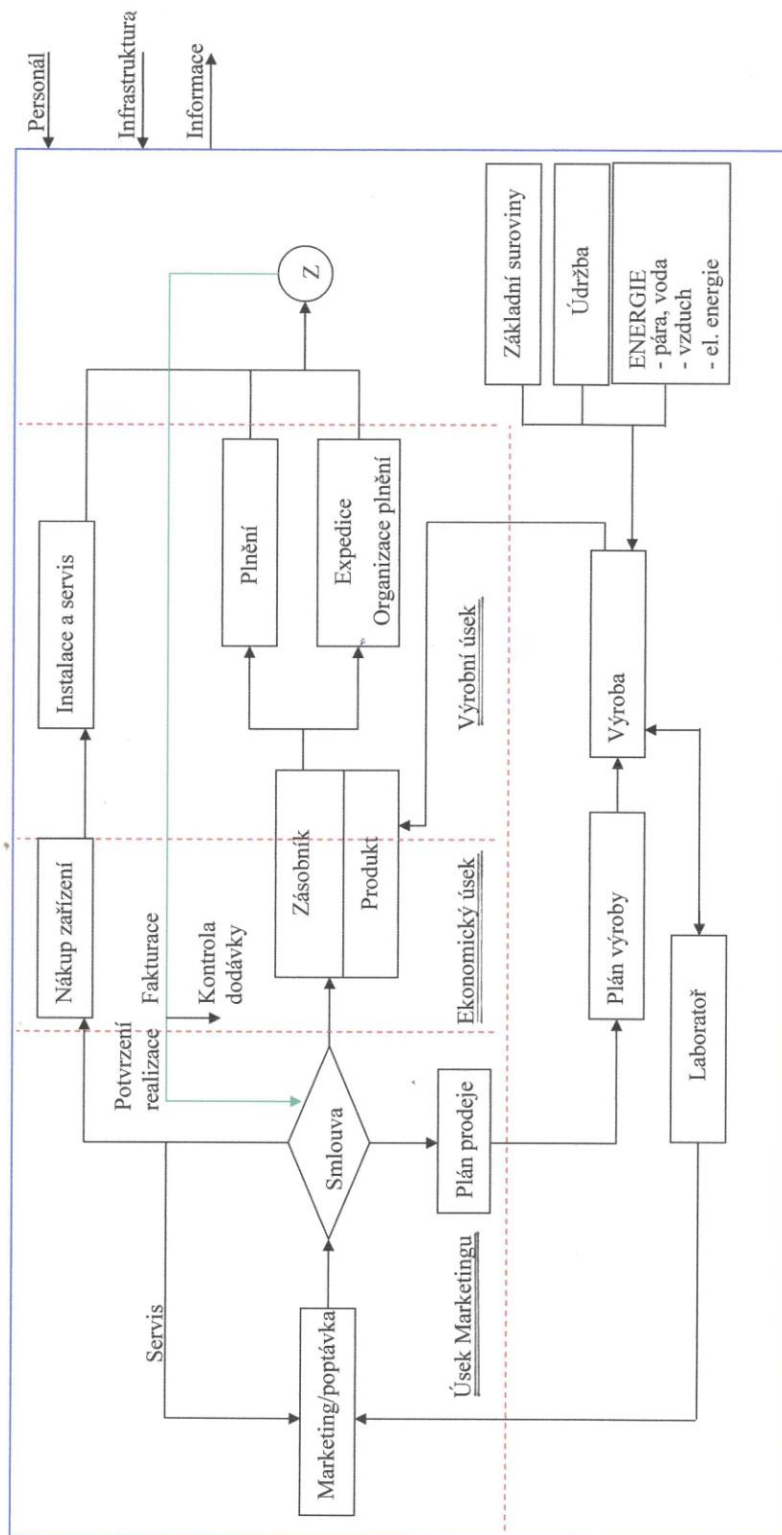 Personál
Infrastruktura
Informace
Nákup zařízení
Instalace a servis
Potvrzení
realizace
Fakturace
Kontrola
dodávky
Servis
Z
Marketing/poptávka
Smlouva
Zásobník
Produkt
Plnění
Expedice
Organizace plnění
Plán prodeje
Úsek Marketingu
Ekonomický úsek
Výrobní úsek
Základní suroviny
Údržba
ENERGIE
- pára, voda
- vzduch
- el. energie
Plán výroby
Výroba
Laboratoř